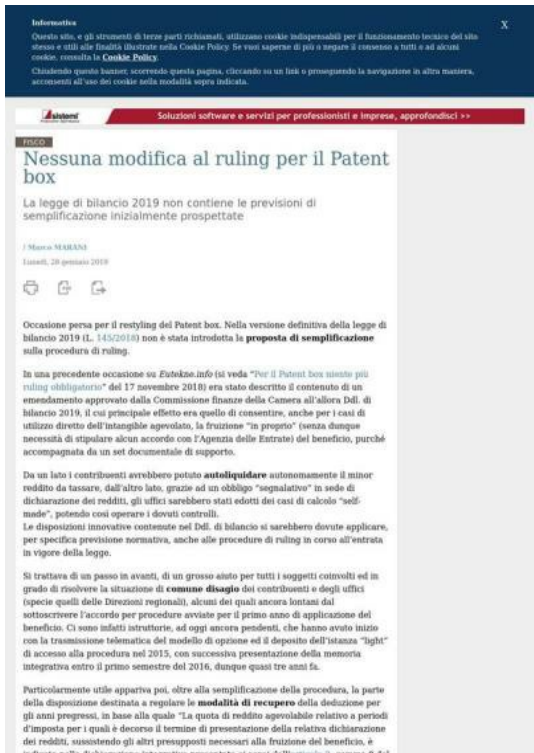 Informativa
X
Questo sito, e gli strumenti di terze parti richiamati, utilizzano cookie indispensabili per il funzionamento tecnico del sito
stesso e utili alle finalità illustrate nella Cookie Policy. Se vuoi saperne di più o negare il consenso a tutti o ad alcuni
cookie, consulta la Cookie Policy.
Chiudendo questo banner, scorrendo questa pagina, cliccando su un link o proseguendo la navigazione in altra maniera,
acconsenti all'uso dei cookie nella modalità sopra indicata.
sistemi
Soluzioni software e servizi per professionisti e imprese, approfondisci >>
FISCO
Nessuna modifica al ruling per il Patent
box
La legge di bilancio 2019 non contiene le previsioni di
semplificazione inizialmente prospettate
/ Marco MARANI
Lunedì, 28 gennaio 2019
Occasione persa per il restyling del Patent box. Nella versione definitiva della legge di
bilancio 2019 (L. 145/2018) non è stata introdotta la proposta di semplificazione
sulla procedura di ruling.
In una precedente occasione su Eutekne.info (si veda "Per il Patent box niente più
ruling obbligatorio" del 17 novembre 2018) era stato descritto il contenuto di un
emendamento approvato dalla Commissione finanze della Camera all'allora Ddl. di
bilancio 2019, il cui principale effetto era quello di consentire, anche per i casi di
utilizzo diretto dell'intangible agevolato, la fruizione "in proprio" (senza dunque
necessità di stipulare alcun accordo con l'Agenzia delle Entrate) del beneficio, purché
accompagnata da un set documentale di supporto.
Da un lato i contribuenti avrebbero potuto autoliquidare autonomamente il minor
reddito da tassare, dall'altro lato, grazie ad un obbligo "segnalativo" in sede di
dichiarazione dei redditi, gli uffici sarebbero stati edotti dei casi di calcolo "self-
made", potendo così operare i dovuti controlli.
Le disposizioni innovative contenute nel Ddl. di bilancio si sarebbero dovute applicare,
per specifica previsione normativa, anche alle procedure di ruling in corso all'entrata
in vigore della legge.
Si trattava di un passo in avanti, di un grosso aiuto per tutti i soggetti coinvolti ed in
grado di risolvere la situazione di comune disagio dei contribuenti e degli uffici
(specie quelli delle Direzioni regionali), alcuni dei quali ancora lontani dal
sottoscrivere l'accordo per procedure avviate per il primo anno di applicazione del
beneficio. Ci sono infatti istruttorie, ad oggi ancora pendenti, che hanno avuto inizio
con la trasmissione telematica del modello di opzione ed il deposito dell'istanza "light"
di accesso alla procedura nel 2015, con successiva presentazione della memoria
integrativa entro il primo semestre del 2016, dunque quasi tre anni fa.
Particolarmente utile appariva poi, oltre alla semplificazione della procedura, la parte
della disposizione destinata a regolare le modalità di recupero della deduzione per
gli anni pregressi, in base alla quale "La quota di reddito agevolabile relativo a periodi
d'imposta per i quali è decorso il termine di presentazione della relativa dichiarazione
dei redditi, sussistendo gli altri presupposti necessari alla fruizione del beneficio, è